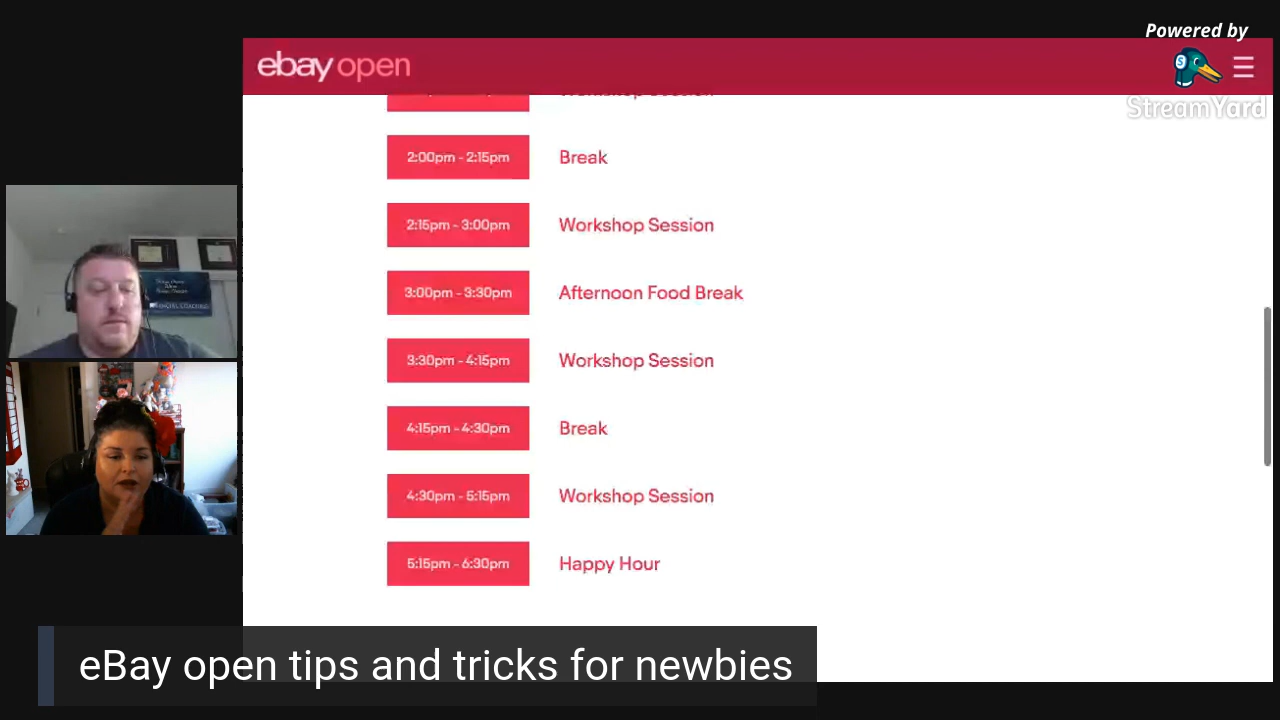 Powered by
StreamYard
ebay open
Workshop Session
2:00pm - 2:15pm Break
2:15pm - 3:00pm Workshop Session
3:00pm - 3:30pm Afternoon Food Break
3:30pm - 4:15pm Workshop Session
4:15pm - 4:30pm Break
4:30pm - 5:15pm Workshop Session
5:15pm - 6:30pm Happy Hour
eBay open tips and tricks for newbies